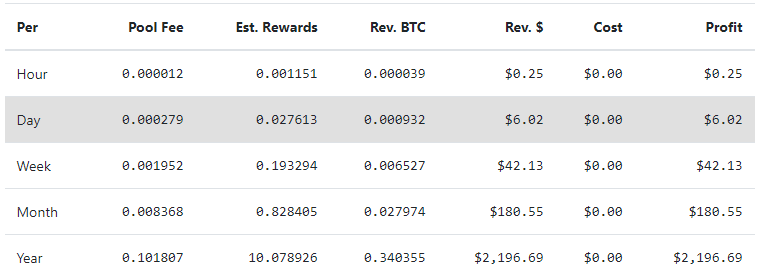 Per Pool Fee Est. Rewards Rev. BTC Rev. $ Cost Profit
Hour 0.000012 0.001151 0.000039 $0.25 $0.00 $0.25
Day 0.000279 0.027613 0.000932 $6.02 $0.00 $6.02
Week 0.001952 0.193294 0.006527 $42.13 $0.00 $42.13
Month 0.008368 0.828405 0.027974 $180.55 $0.00 $180.55
Year 0.101807 10.078926 0.340355 $2,196.69 $0.00 $2,196.69